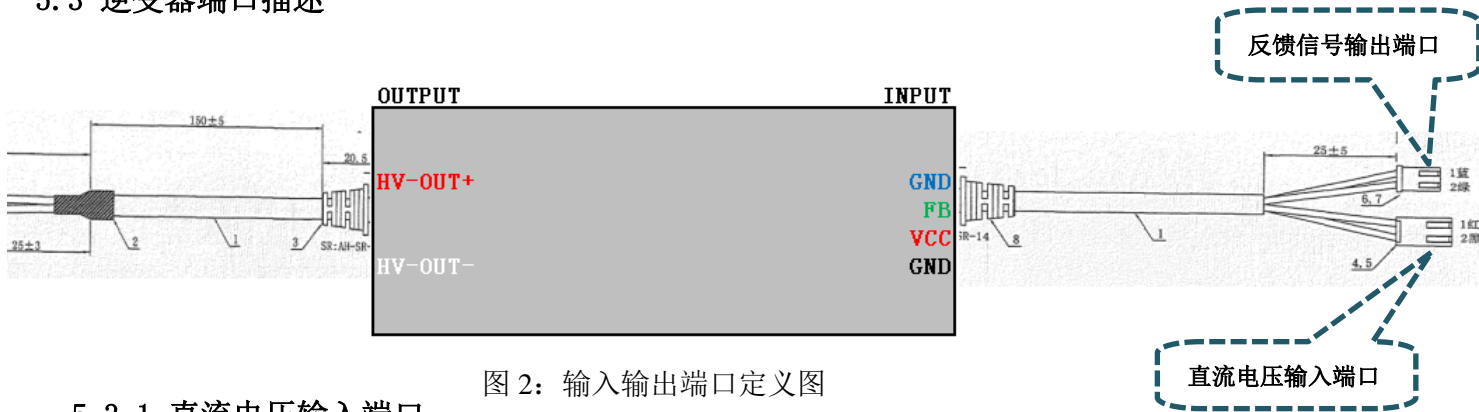 5.3 逆变器端口描述
反馈信号输出端口
OUTPUT
INPUT
150±5
20.5
25±5
HV-OUT+
GND
FB
VCC
GND
HV-OUT-
1蓝
2绿
6,7
1红
2黑
4,5
25±3
2
1
3
SR:AH-SR-
SR-14
8
1
直流电压输入端口
图 2：输入输出端口定义图
5.3.1 直流电压输入端口